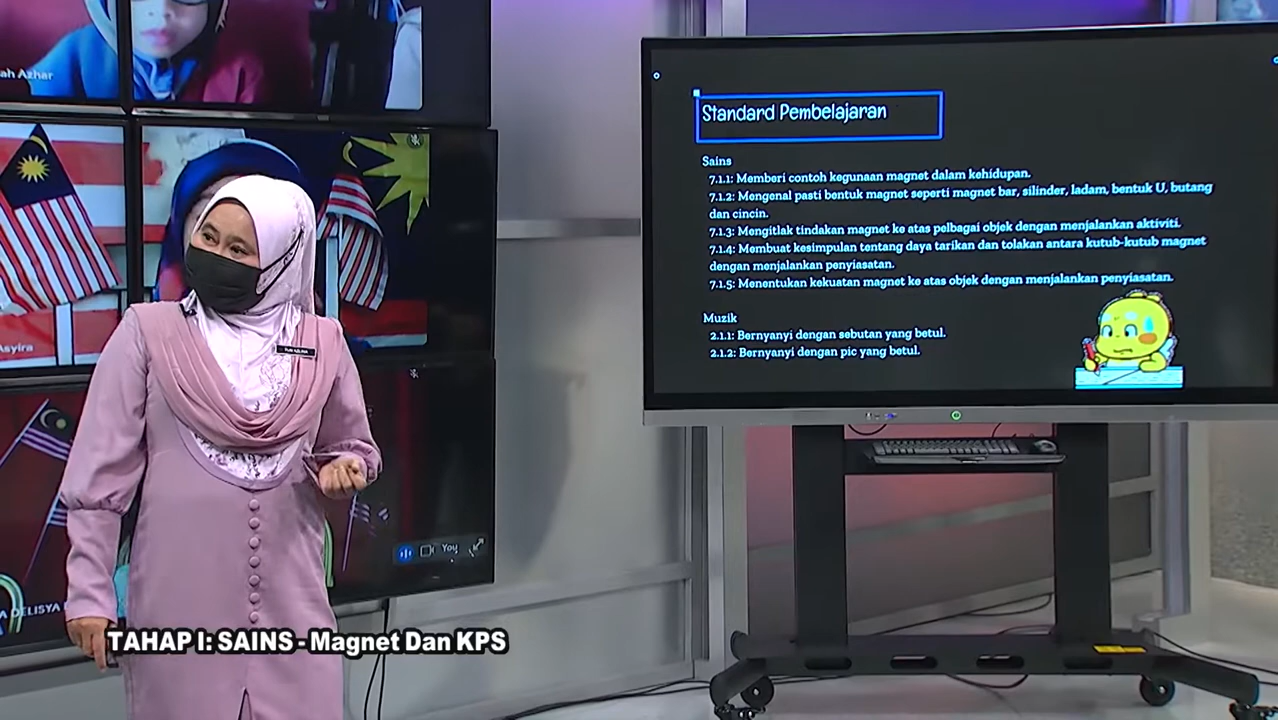 ah Azhar
Asyira
A DELISYA
You
Standard Pembelajaran
Sains
7.1.1: Memberi contoh kegunaan magnet dalam kehidupan.
7.1.2: Mengenal pasti bentuk magnet seperti magnet bar, silinder, ladam, bentuk U, butang
dan cincin.
7.1.3: Mengitlak tindakan magnet ke atas pelbagai objek dengan menjalankan aktiviti.
7.1.4: Membuat kesimpulan tentang daya tarikan dan tolakan antara kutub-kutub magnet
dengan menjalankan penyiasatan.
7.1.5: Menentukan kekuatan magnet ke atas objek dengan menjalankan penyiasatan.
Muzik
2.1.1: Bernyanyi dengan sebutan yang betul.
2.1.2: Bernyanyi dengan pic yang betul.
TAHAP I: SAINS - Magnet Dan KPS